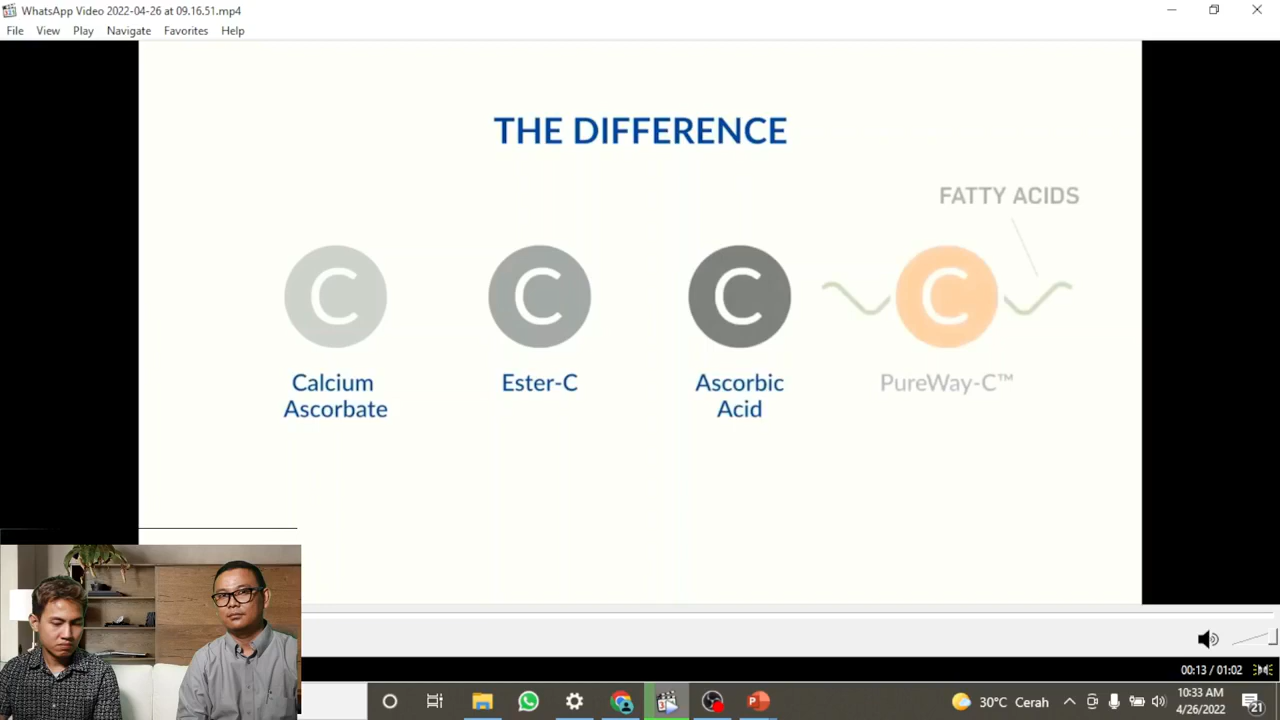 WhatsApp Video 2022-04-26 at 09.16.51.mp4
File View Play Navigate Favorites Help
THE DIFFERENCE
FATTY ACIDS
C C C C
Calcium Ascorbate
Ester-C
Ascorbic Acid
PureWay-C™
00:13 / 01:02
30°C Cerah
10:33 AM
4/26/2022
21